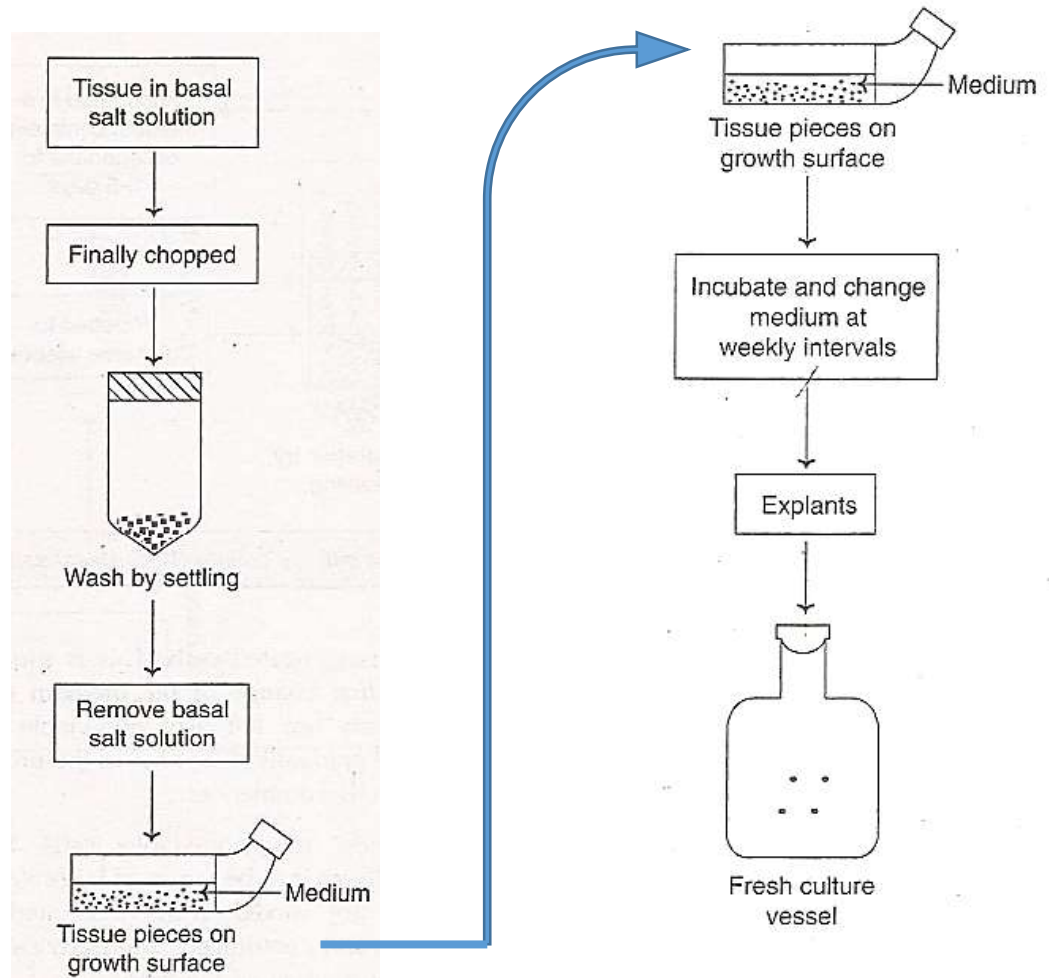 Tissue in basal
salt solution
Finally chopped
Wash by settling
Remove basal
salt solution
Medium
Tissue pieces on
growth surface
Medium
Tissue pieces on
growth surface
Incubate and change
medium at
weekly intervals
Explants
Fresh culture
vessel